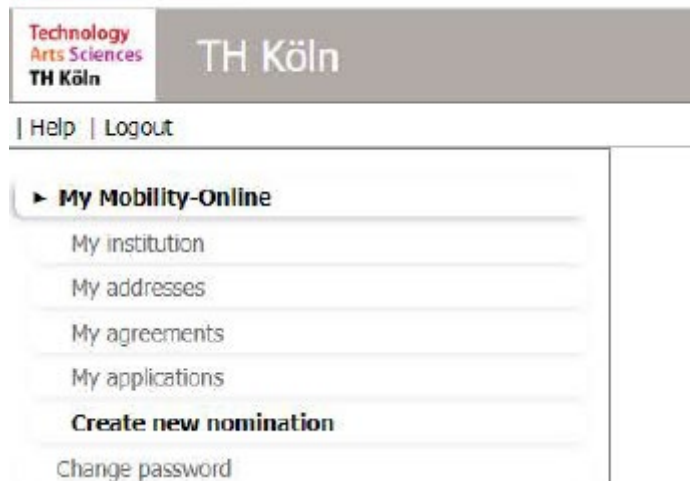 Technology
Arts Sciences
TH Köln
TH Köln
| Help | Logout
► My Mobility-Online
My institution
My addresses
My agreements
My applications
Create new nomination
Change password